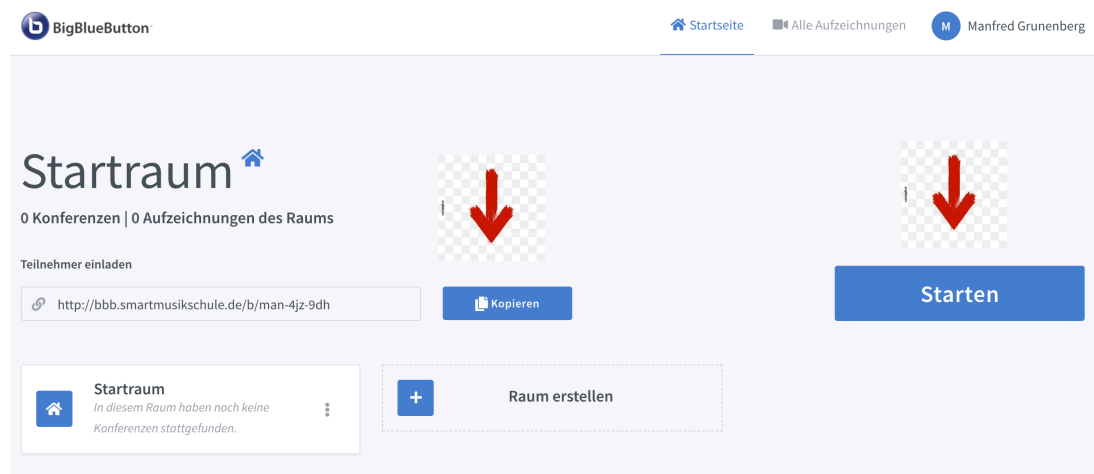 BigBlueButton
Startseite
Alle Aufzeichnungen
M
Manfred Grunenberg
Startraum
0 Konferenzen | 0 Aufzeichnungen des Raums
Teilnehmer einladen
http://bbb.smartmusikschule.de/b/man-4jz-9dh
Kopieren
Starten
Startraum
In diesem Raum haben noch keine
Konferenzen stattgefunden.
Raum erstellen